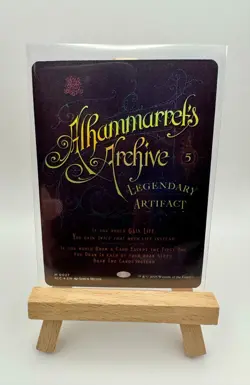 Alhammarret's
Archive 5
Legendary
Artifact
If you would Gain Life
You gain twice that much life instead
If you would Draw a Card Except the First One
You Draw in each of your draw steps
Draw Two Cards Instead